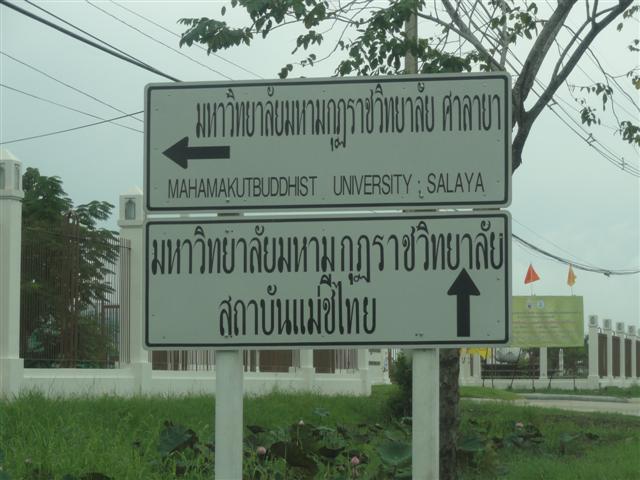 มหาวิทยาลัยมหามกุฏราชวิทยาลัย ศาลายา
MAHAMAKUTBUDDHIST UNIVERSITY ; SALAYA
มหาวิทยาลัยมหามกุฏราชวิทยาลัย
สถาบันแม่ชีไทย